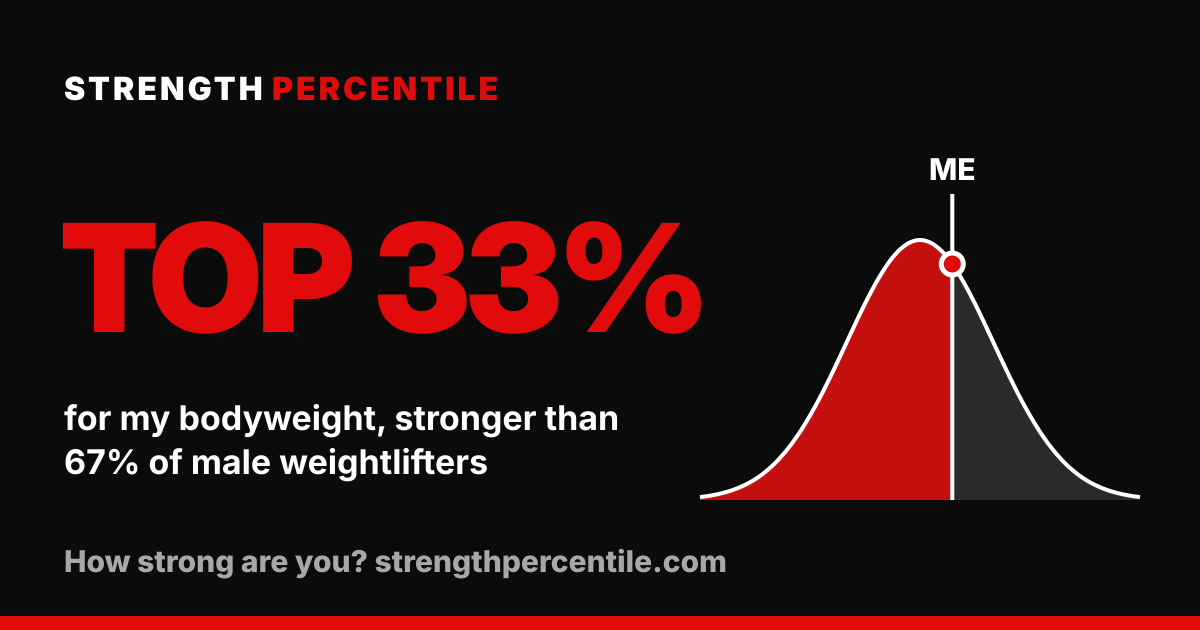 STRENGTH PERCENTILE
ME
TOP 33%
for my bodyweight, stronger than
67% of male weightlifters
How strong are you? strengthpercentile.com